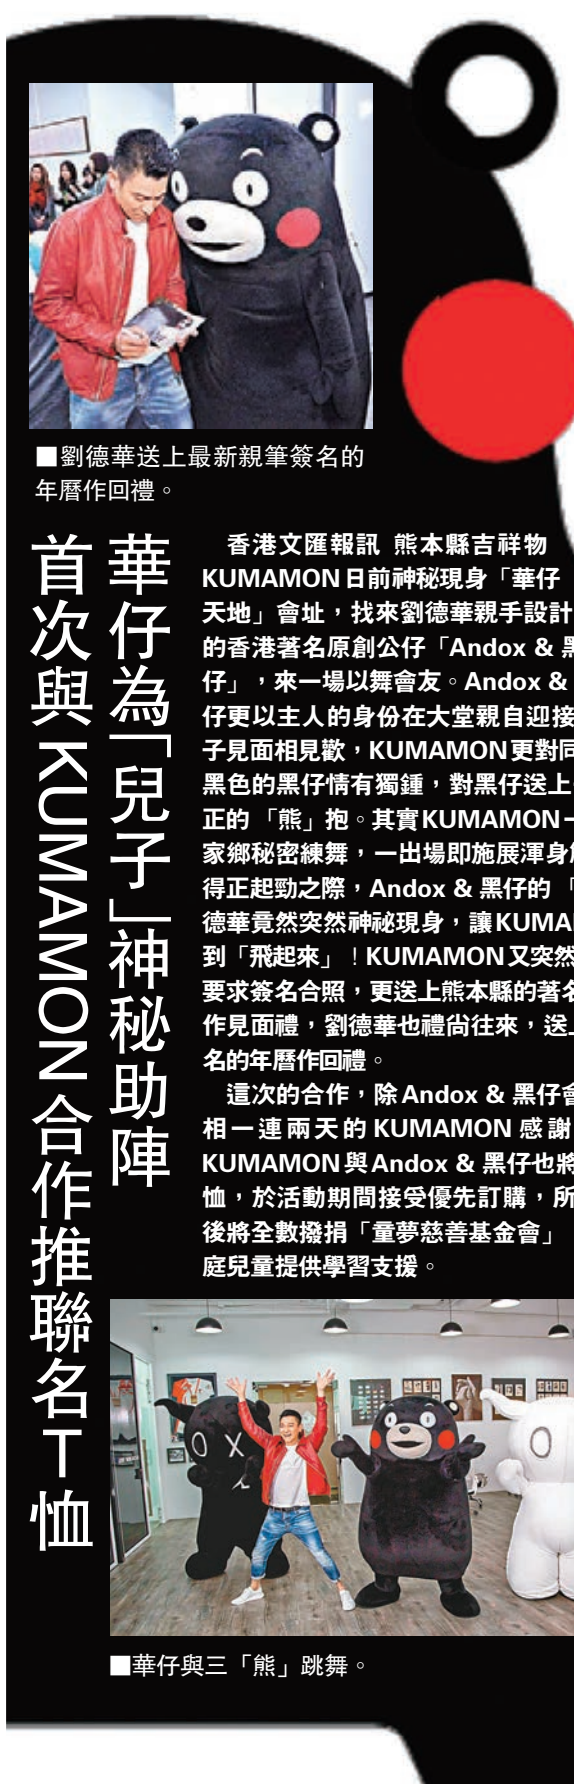 ■劉德華送上最新親筆簽名的
年曆作回禮。
華仔為「兒子」神秘助陣
首次與KUMAMON合作推聯名T恤
香港文匯報訊 熊本縣吉祥物
KUMAMON日前神秘現身「華仔
天地」會址，找來劉德華親手設計
的香港著名原創公仔「Andox & 
仔」，來一場以舞會友。Andox &
仔更以主人的身份在大堂親自迎接
子見面相見歡，KUMAMON更對同
黑色的黑仔情有獨鍾，對黑仔送上
正的「熊」抱。其實KUMAMON
家鄉秘密練舞，一出場即施展渾身
得正起勁之際，Andox & 黑仔的「
德華竟然突然神祕現身，讓KUMA
到「飛起來」！KUMAMON又突然
要求簽名合照，更送上熊本縣的著名
作見面禮，劉德華也禮尙往來，送
名的年曆作回禮。
這次的合作，除Andox & 黑仔會
相一連兩天的KUMAMON感謝
KUMAMON與Andox & 黑仔也將
恤，於活動期間接受優先訂購，所
後將全數撥捐「童夢慈善基金會」
庭兒童提供學習支援。
■華仔與三「熊」跳舞。